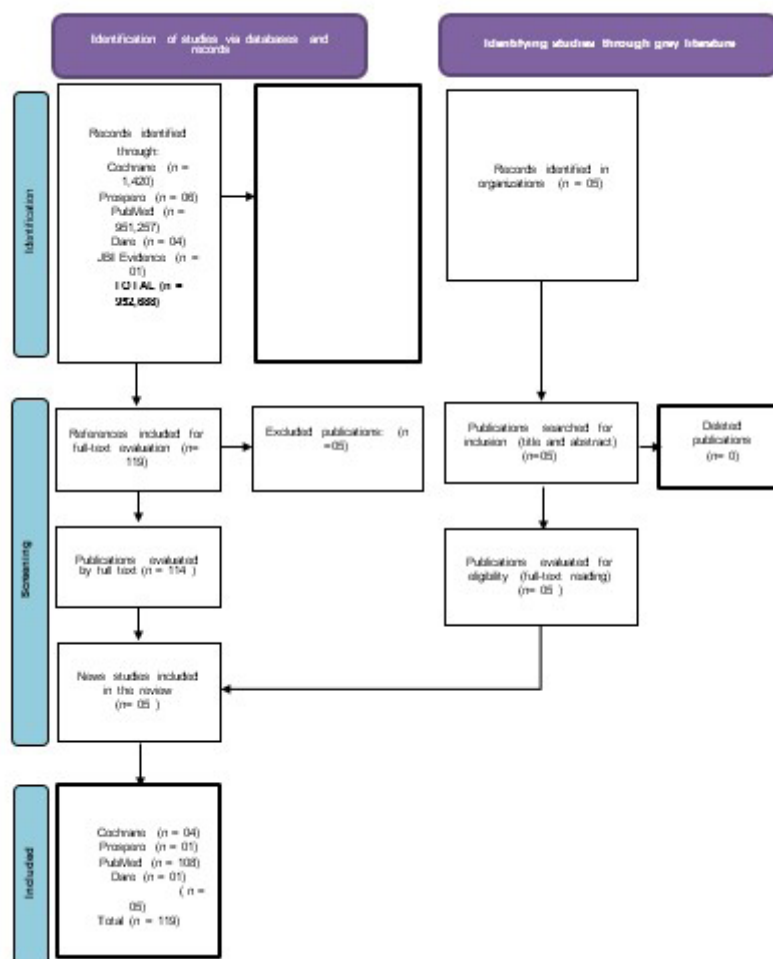 Identification of studies via databases and
records
Identifying studies through grey literature
Identification
Records identified
through:
Cochrane (n =
1,420)
Prospero (n = 06)
PubMed (n =
951,257)
Dare (n = 04)
JBI Evidence (n =
01)
TOTAL (n =
952,688)
Records identified in
organizations (n = 05)
Screening
References included for
full-text evaluation (n=
119)
Excluded publications: (n
=05)
Publications searched for
inclusion (title and abstract)
(n=05)
Deleted
publications
(n= 0)
Publications evaluated
by full text (n = 114 )
Publications evaluated for
eligibility (full-text reading)
(n= 05 )
News studies included
in the review
(n= 05 )
Included
Cochrane (n = 04)
Prospero (n = 01)
PubMed (n = 108)
Dare (n = 01)
( n =
05)
Total (n = 119)